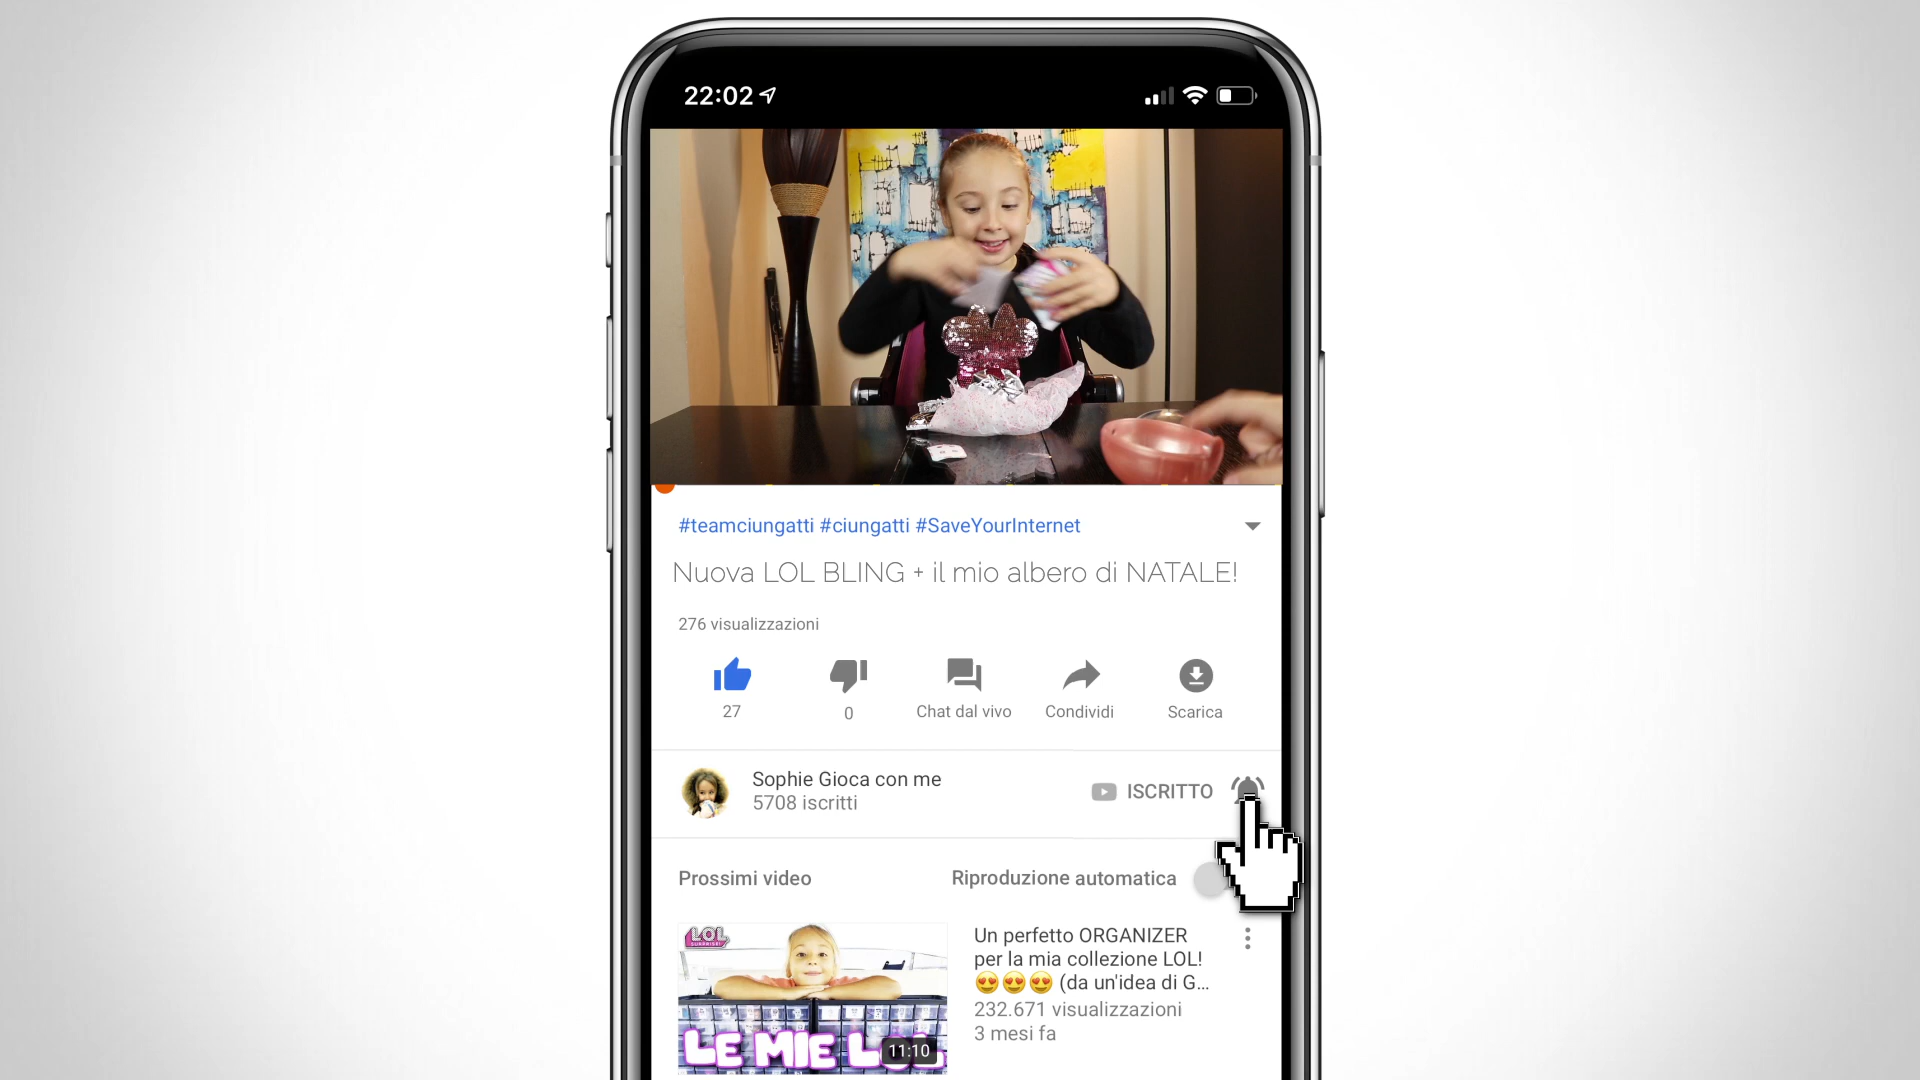 22:02
#teamciungatti #ciungatti #SaveYourInternet
Nuova LOL BLING + il mio albero di NATALE!
276 visualizzazioni
27
0
Chat dal vivo
Condividi
Scarica
Sophie Gioca con me
5708 iscritti
ISCRITTO
Prossimi video
Riproduzione automatica
LOL
SURPRISE!
LE MIE LOL
11:10
Un perfetto ORGANIZER
per la mia collezione LOL!
😍😍😍 (da un'idea di G...
232.671 visualizzazioni
3 mesi fa